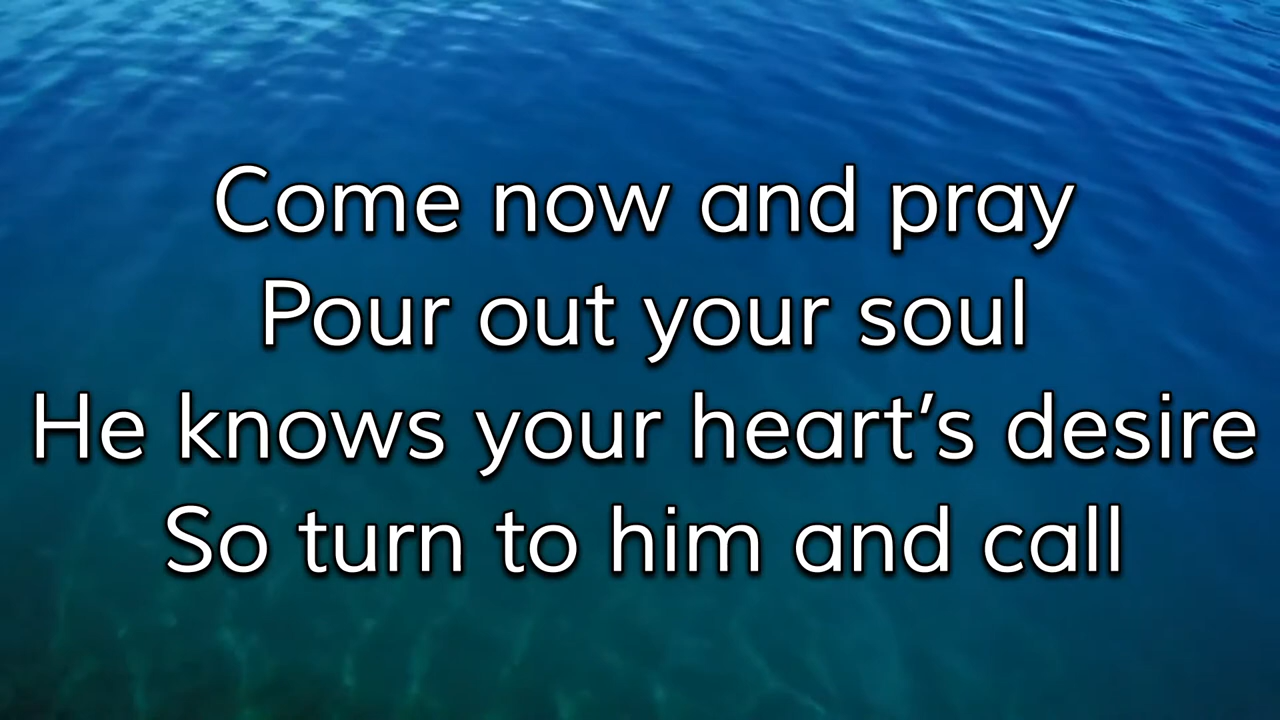 Come now and pray
Pour out your soul
He knows your heart’s desire
So turn to him and call